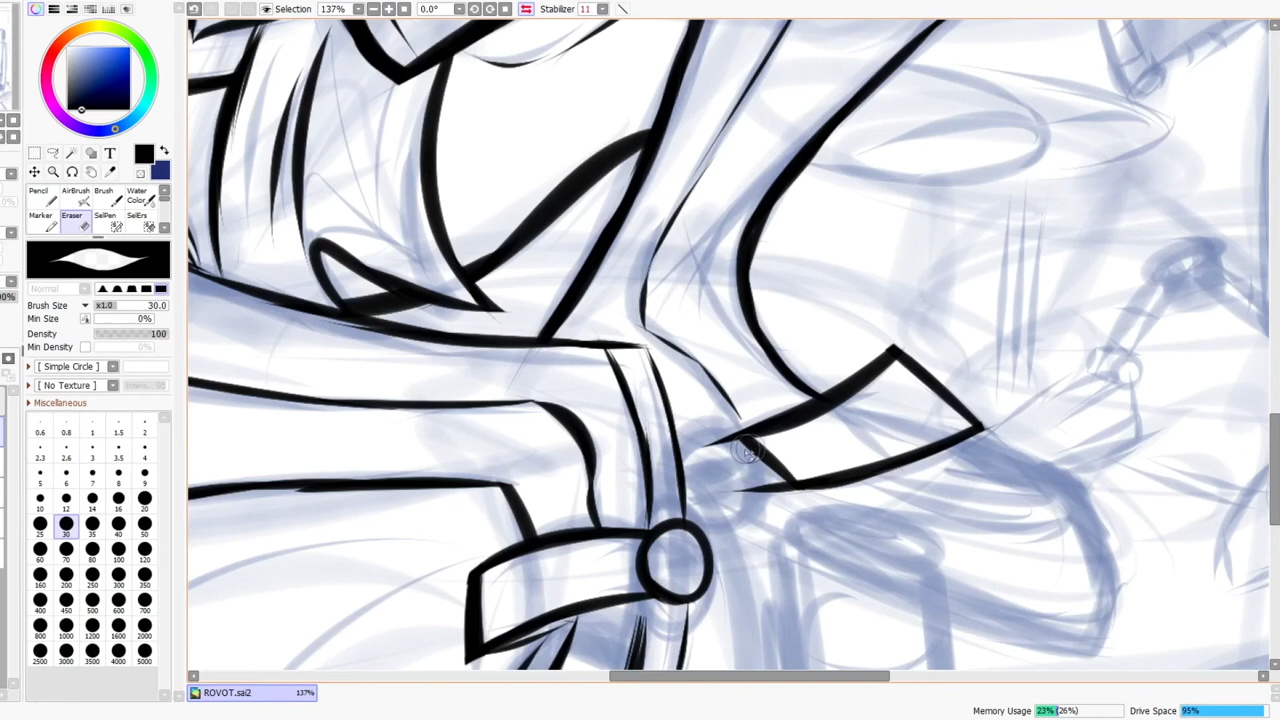 Selection 137% 0.0° Stabilizer 11
T
Pencil AirBrush Brush Water Color
Marker Eraser SelPen SelErs
Normal
Brush Size x1.0 30.0
Min Size 0%
Density 100
Min Density 0%
[ Simple Circle ]
[ No Texture ] Intens. 95
Miscellaneous
0.6 0.8 1 1.5 2
2.3 2.6 3 3.5 4
5 6 7 8 9
10 12 14 16 20
25 30 35 40 50
60 70 80 100 120
160 200 250 300 350
400 450 500 600 700
800 1000 1200 1600 2000
2500 3000 3500 4000 5000
ROVOT.sai2 137%
Memory Usage 23% (26%) Drive Space 95%